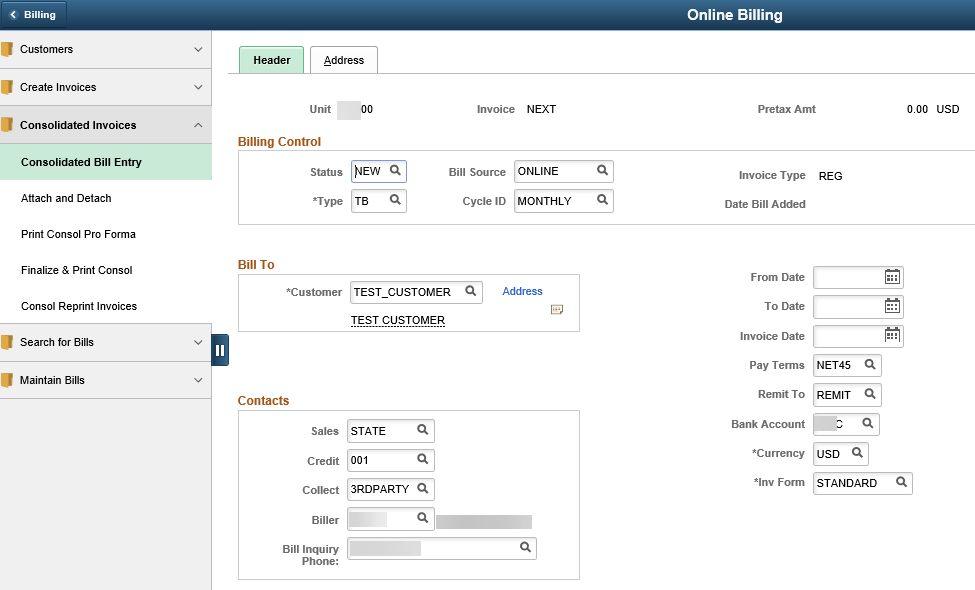 Billing
Online Billing
Customers
Create Invoices
Consolidated Invoices
Consolidated Bill Entry
Attach and Detach
Print Consol Pro Forma
Finalize & Print Consol
Consol Reprint Invoices
Search for Bills
Maintain Bills
Header Address
Unit 00 Invoice NEXT Pretax Amt 0.00 USD
Billing Control
Status NEW Bill Source ONLINE Invoice Type REG
*Type TB Cycle ID MONTHLY Date Bill Added
Bill To
*Customer TEST_CUSTOMER Address
TEST CUSTOMER
From Date
To Date
Invoice Date
Pay Terms NET45
Remit To REMIT
Bank Account C
*Currency USD
*Inv Form STANDARD
Contacts
Sales STATE
Credit 001
Collect 3RDPARTY
Biller
Bill Inquiry
Phone: